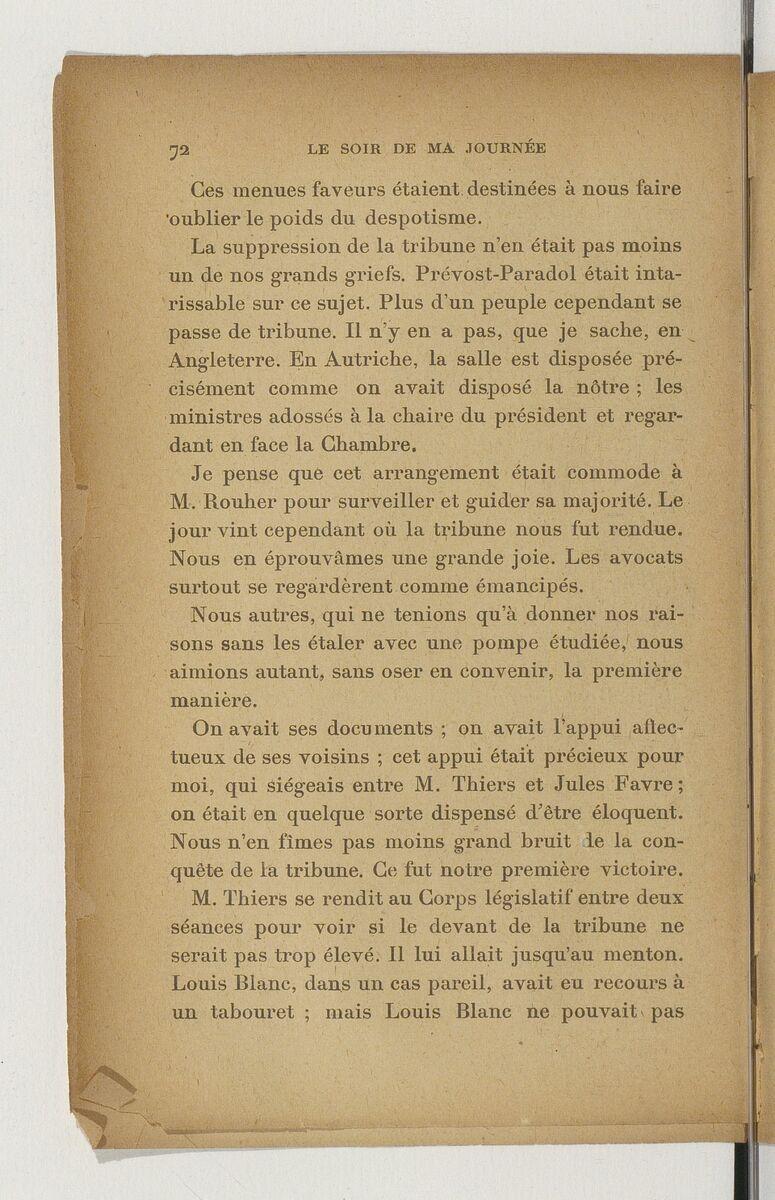 72 LE SOIR DE MA JOURNÉE
Ces menues faveurs étaient destinées à nous faire
oublier le poids du despotisme.
La suppression de la tribune n'en était pas moins
un de nos grands griefs. Prévost-Paradol était inta-
rissable sur ce sujet. Plus d'un peuple cependant se
passe de tribune. Il n'y en a pas, que je sache, en
Angleterre. En Autriche, la salle est disposée pré-
cisément comme on avait disposé la nôtre ; les
ministres adossés à la chaire du président et regar-
dant en face la Chambre.
Je pense que cet arrangement était commode à
M. Rouher pour surveiller et guider sa majorité. Le
jour vint cependant où la tribune nous fut rendue.
Nous en éprouvâmes une grande joie. Les avocats
surtout se regardèrent comme émancipés.
Nous autres, qui ne tenions qu'à donner nos rai-
sons sans les étaler avec une pompe étudiée, nous
aimions autant, sans oser en convenir, la première
manière.
On avait ses documents ; on avait l'appui affec-
tueux de ses voisins ; cet appui était précieux pour
moi, qui siégeais entre M. Thiers et Jules Favre ;
on était en quelque sorte dispensé d'être éloquent.
Nous n'en fîmes pas moins grand bruit de la con-
quête de la tribune. Ce fut notre première victoire.
M. Thiers se rendit au Corps législatif entre deux
séances pour voir si le devant de la tribune ne
serait pas trop élevé. Il lui allait jusqu'au menton.
Louis Blanc, dans un cas pareil, avait eu recours à
un tabouret ; mais Louis Blanc ne pouvait pas